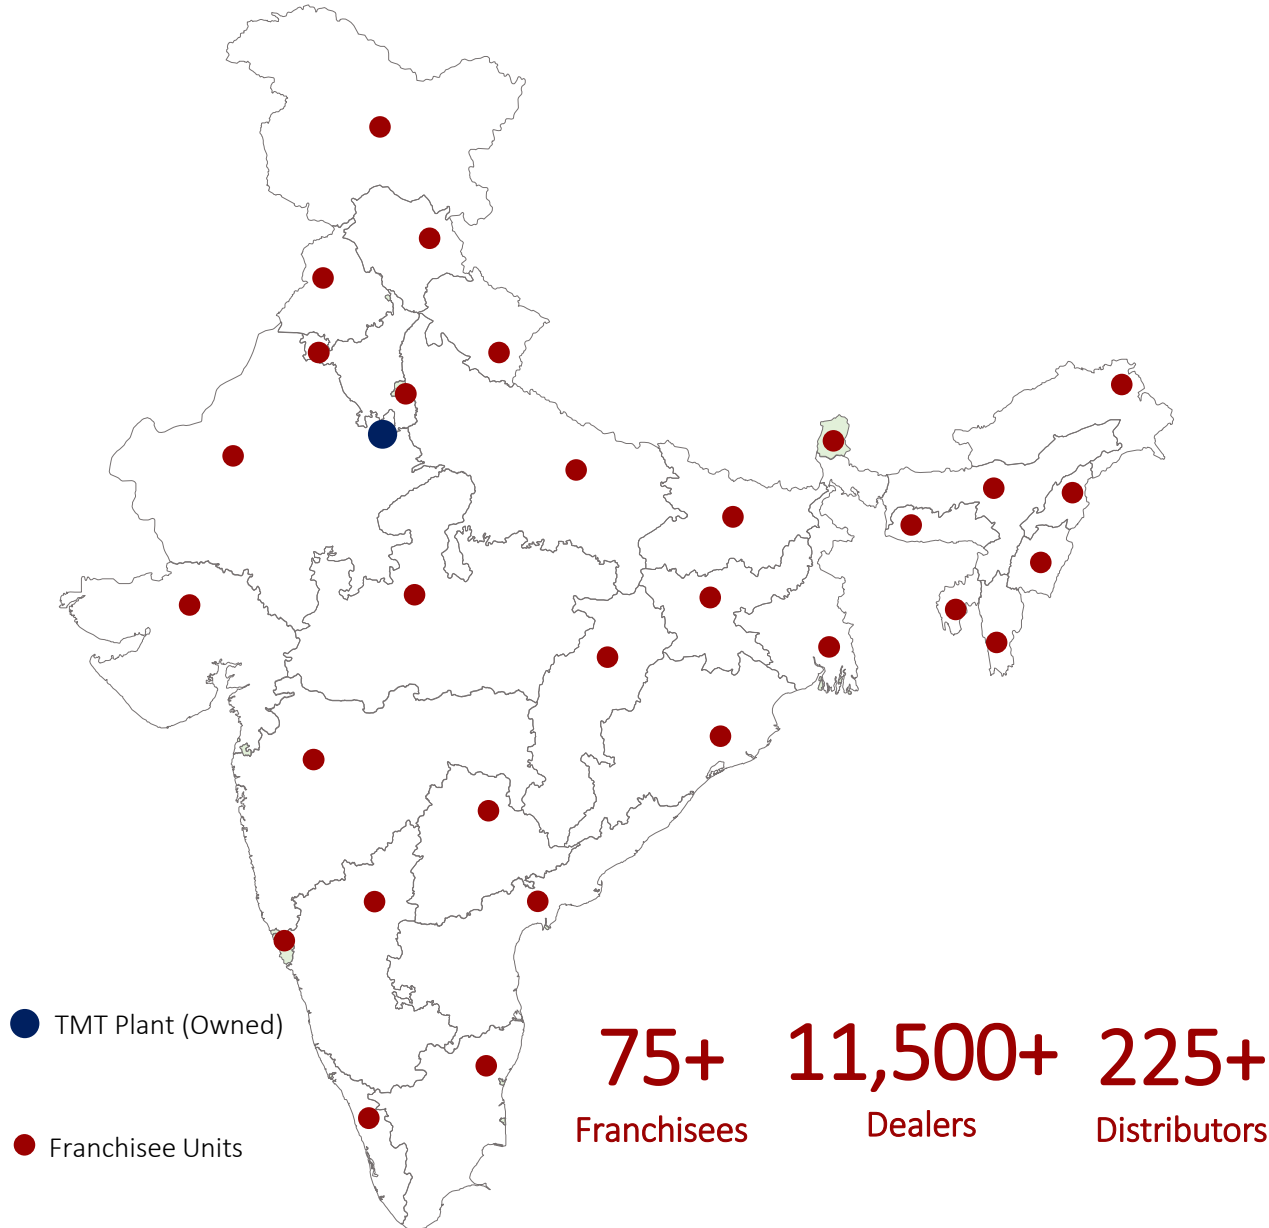 TMT Plant (Owned)
Franchisee Units
75+
Franchisees
11,500+
Dealers
225+
Distributors